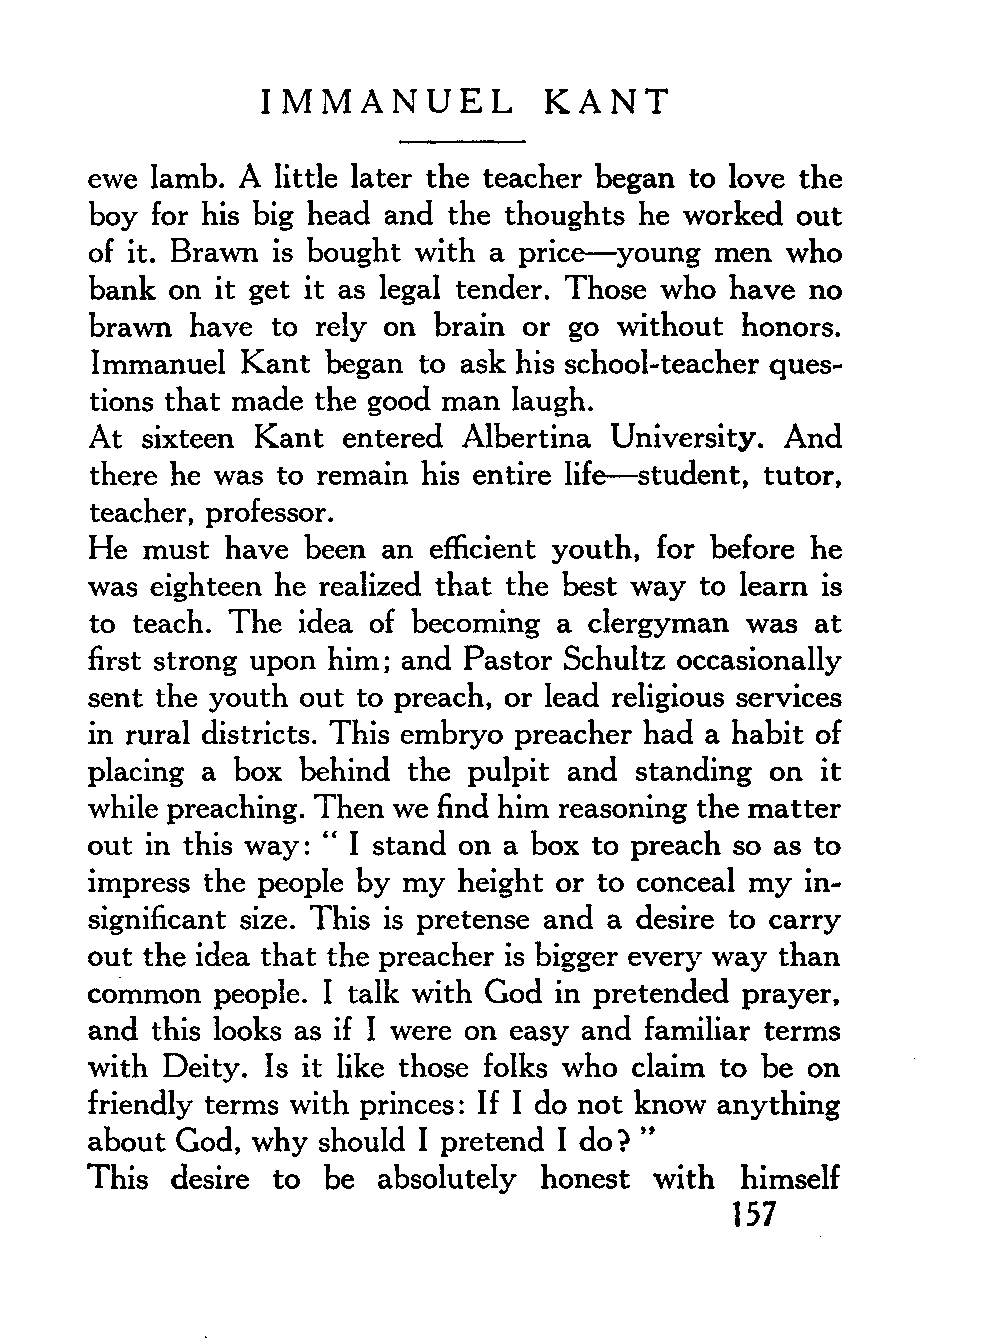 IMMANUEL KANT
ewe lamb. A little later the teacher began to love the
boy for his big head and the thoughts he worked out
of it. Brawn is bought with a price—young men who
bank on it get it as legal tender. Those who have no
brawn have to rely on brain or go without honors.
Immanuel Kant began to ask his school-teacher ques-
tions that made the good man laugh.
At sixteen Kant entered Albertina University. And
there he was to remain his entire life—student, tutor,
teacher, professor.
He must have been an efficient youth, for before he
was eighteen he realized that the best way to learn is
to teach. The idea of becoming a clergyman was at
first strong upon him; and Pastor Schultz occasionally
sent the youth out to preach, or lead religious services
in rural districts. This embryo preacher had a habit of
placing a box behind the pulpit and standing on it
while preaching. Then we find him reasoning the matter
out in this way: “ I stand on a box to preach so as to
impress the people by my height or to conceal my in-
significant size. This is pretense and a desire to carry
out the idea that the preacher is bigger every way than
common people. I talk with God in pretended prayer,
and this looks as if I were on easy and familiar terms
with Deity. Is it like those folks who claim to be on
friendly terms with princes: If I do not know anything
about God, why should I pretend I do? ”
This desire to be absolutely honest with himself
157